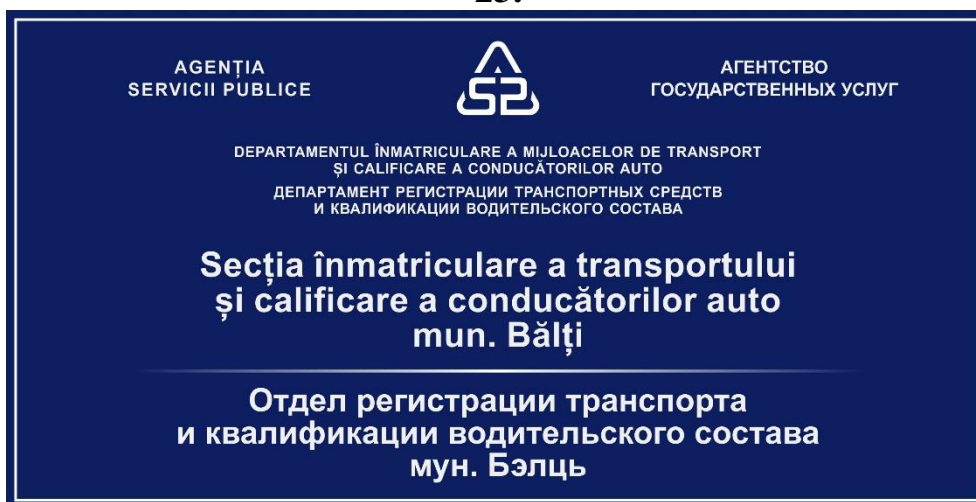 AGENȚIA
SERVICII PUBLICE
ASP
АГЕНТСТВО
ГОСУДАРСТВЕННЫХ УСЛУГ
DEPARTAMENTUL ÎNMATRICULARE A MIJLOACELOR DE TRANSPORT
ȘI CALIFICARE A CONDUCĂTORILOR AUTO
ДЕПАРТАМЕНТ РЕГИСТРАЦИИ ТРАНСПОРТНЫХ СРЕДСТВ
И КВАЛИФИКАЦИИ ВОДИТЕЛЬСКОГО СОСТАВА
Secția înmatriculare a transportului
și calificare a conducătorilor auto
mun. Bălți
Отдел регистрации транспорта
и квалификации водительского состава
мун. Бэлць